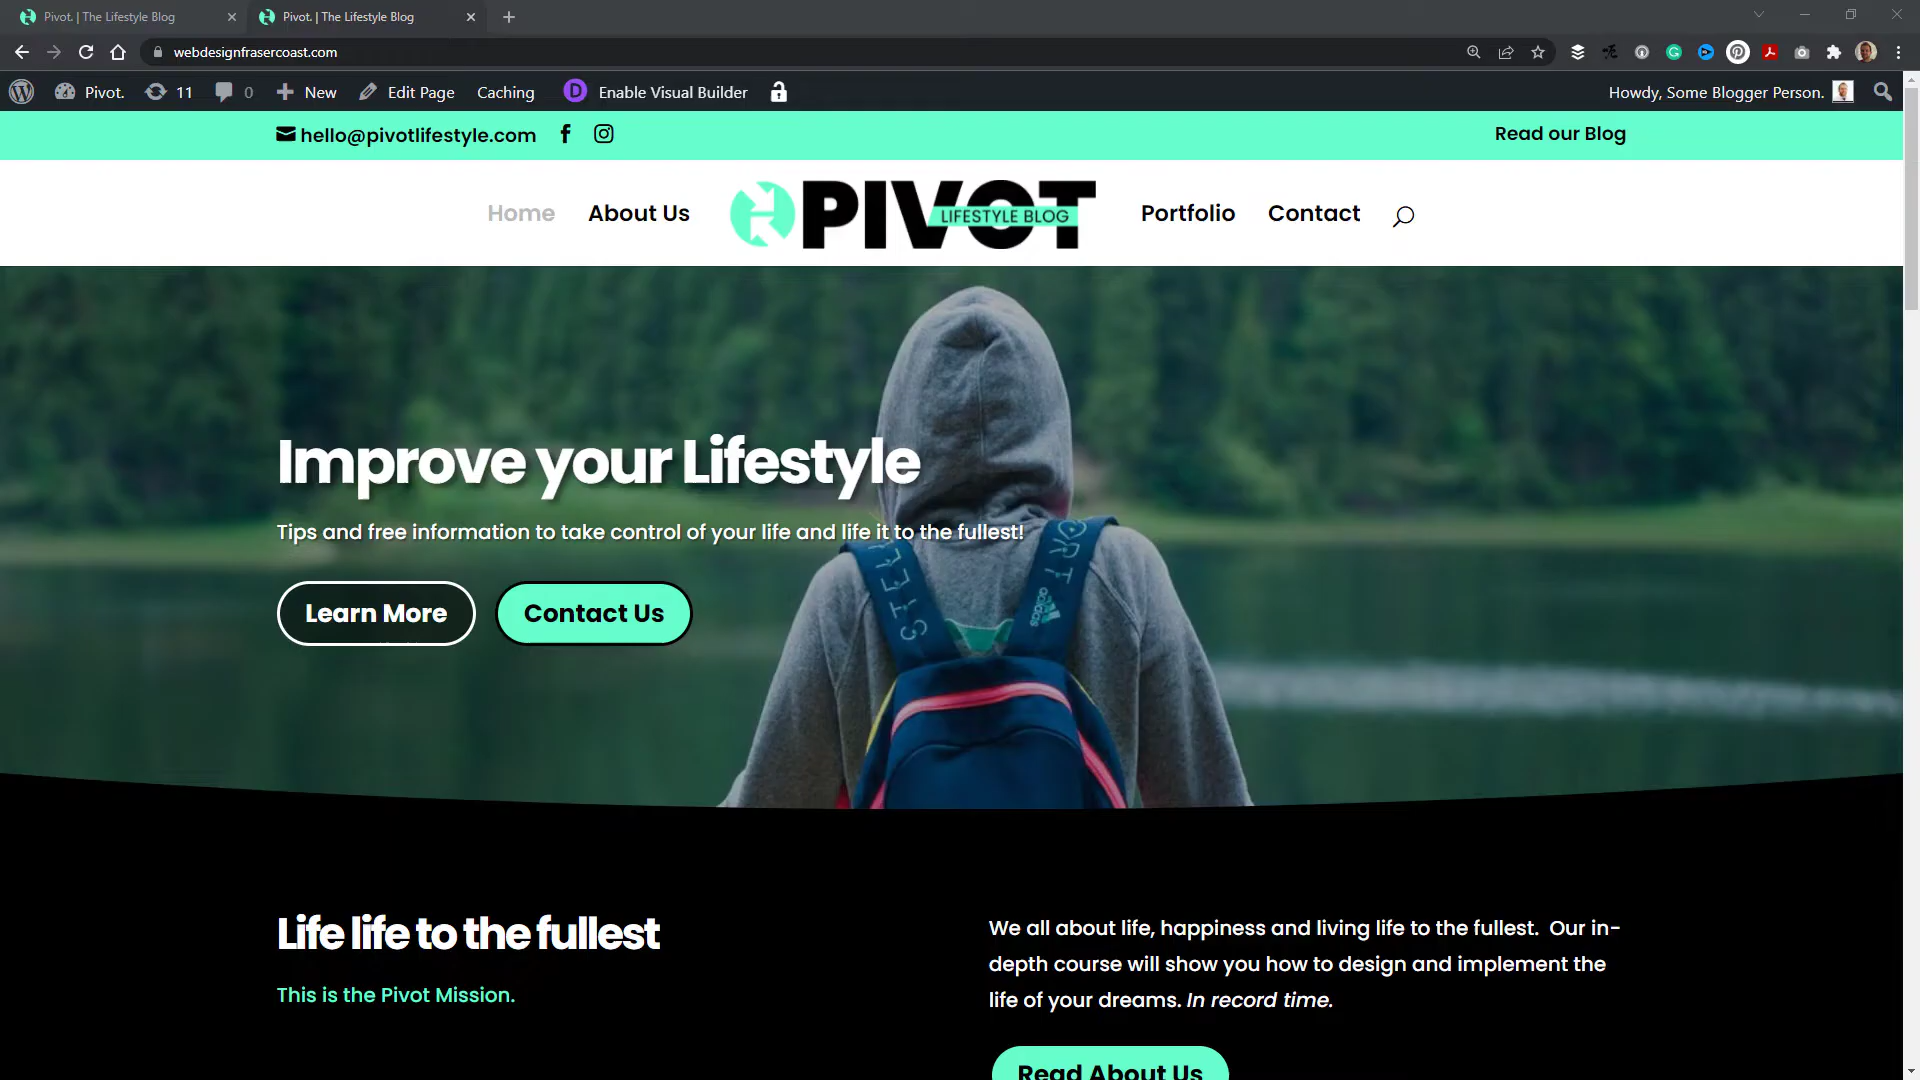 Pivot. | The Lifestyle Blog
Pivot. | The Lifestyle Blog
webdesignfrasercoast.com
Pivot.
11
0
New
Edit Page
Caching
D
Enable Visual Builder
Howdy, Some Blogger Person.
hello@pivotlifestyle.com
Read our Blog
Home
About Us
PIVOT
LIFESTYLE BLOG
Portfolio
Contact
Improve your Lifestyle
Tips and free information to take control of your life and life it to the fullest!
Learn More
Contact Us
adidas
Life life to the fullest
This is the Pivot Mission.
We all about life, happiness and living life to the fullest.  Our in-
depth course will show you how to design and implement the
life of your dreams. In record time.
Read About Us